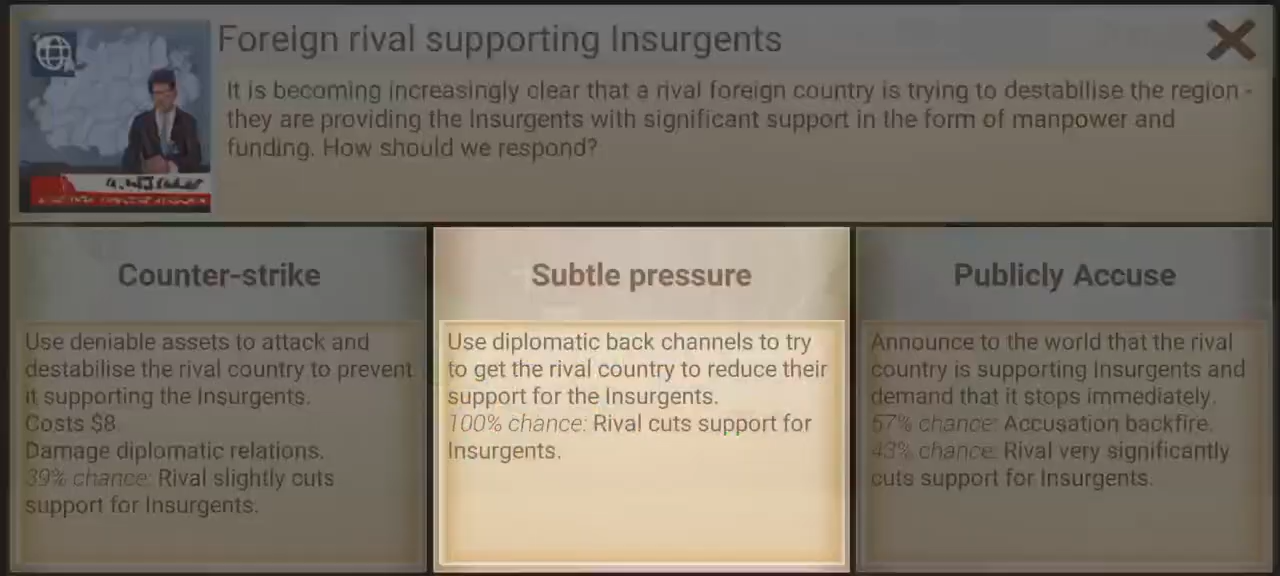 Foreign rival supporting Insurgents
It is becoming increasingly clear that a rival foreign country is trying to destabilise the region -
they are providing the Insurgents with significant support in the form of manpower and
funding. How should we respond?
Counter-strike
Use deniable assets to attack and
destabilise the rival country to prevent
it supporting the Insurgents.
Costs $8.
Damage diplomatic relations.
39% chance: Rival slightly cuts
support for Insurgents.
Subtle pressure
Use diplomatic back channels to try
to get the rival country to reduce their
support for the Insurgents.
100% chance: Rival cuts support for
Insurgents.
Publicly Accuse
Announce to the world that the rival
country is supporting Insurgents and
demand that it stops immediately.
57% chance: Accusation backfire.
43% chance: Rival very significantly
cuts support for Insurgents.